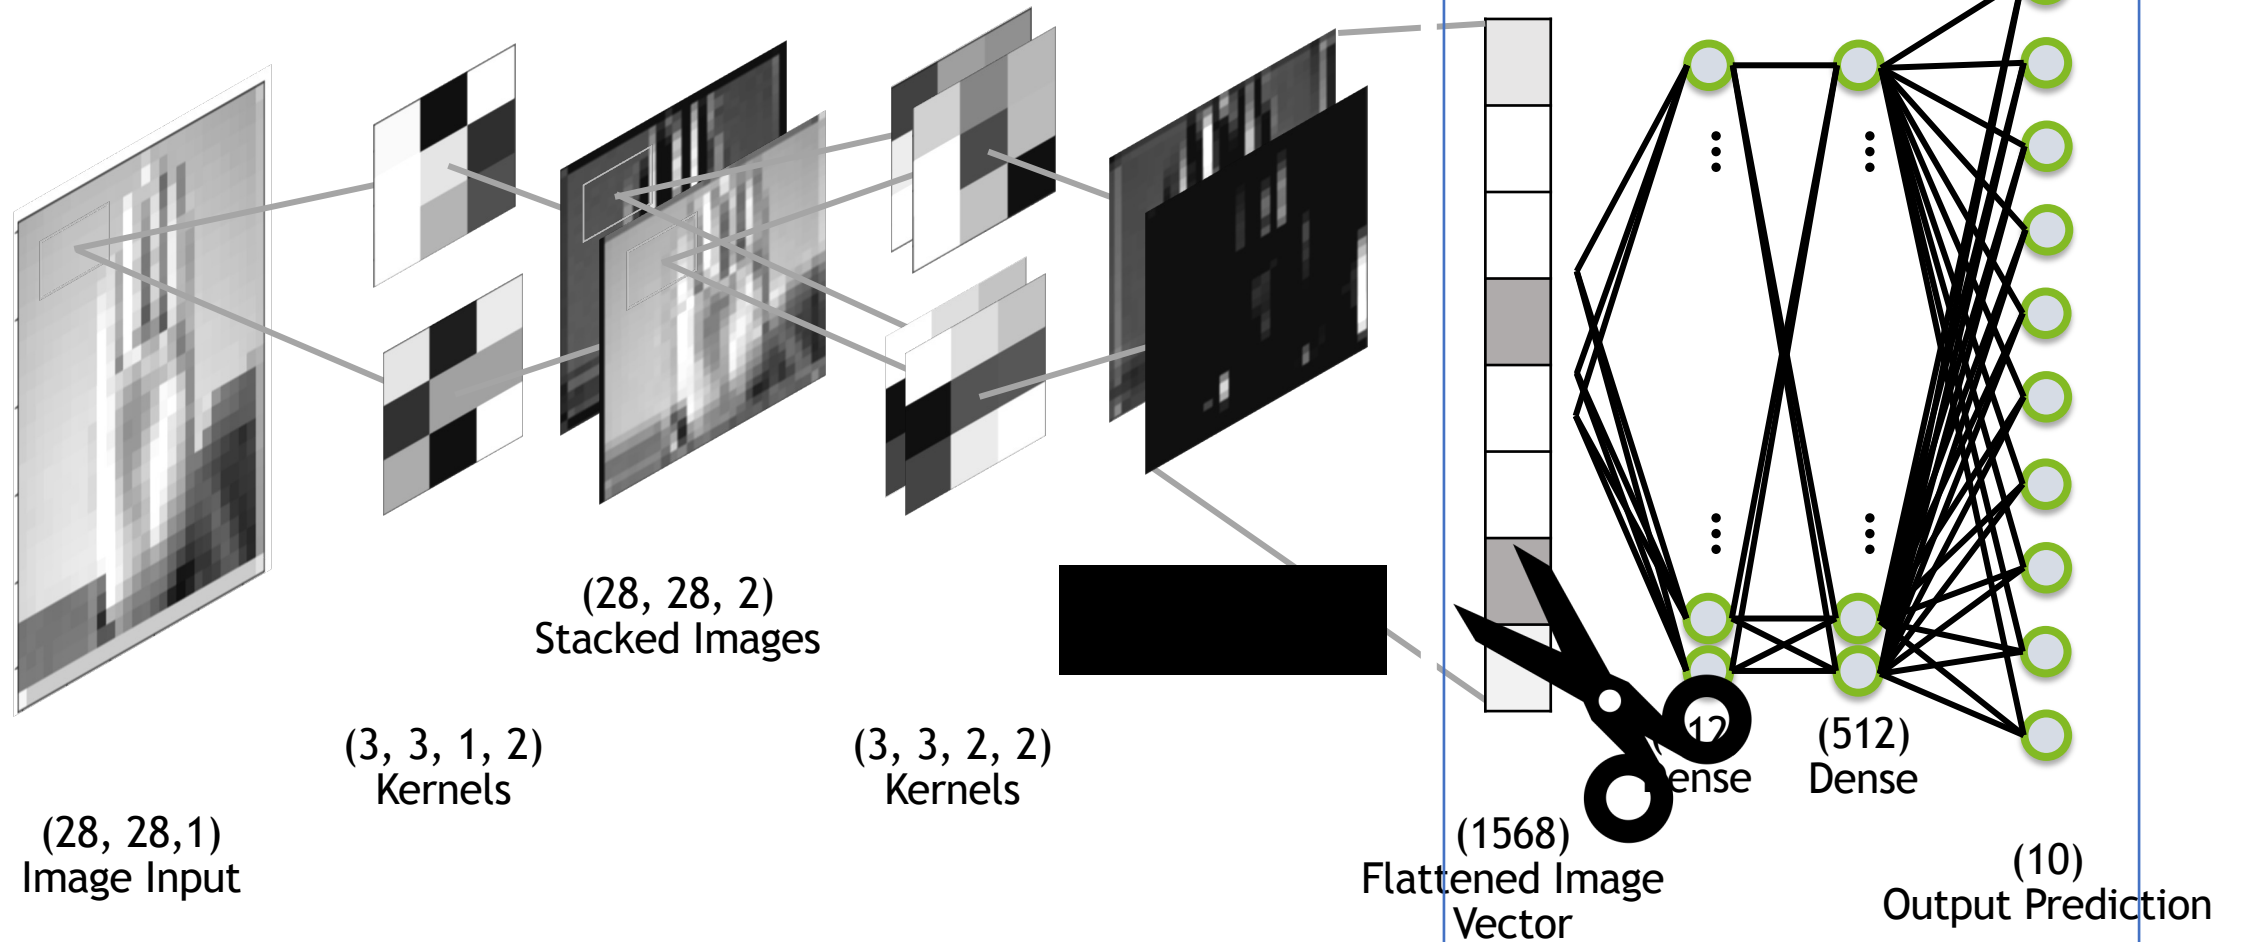 (28, 28, 2)
Stacked Images
(3, 3, 1, 2)
Kernels
(3, 3, 2, 2)
Kernels
(512)
Dense
(28, 28,1)
Image Input
(1568)
Flattened Image
Vector
(10)
Output Prediction